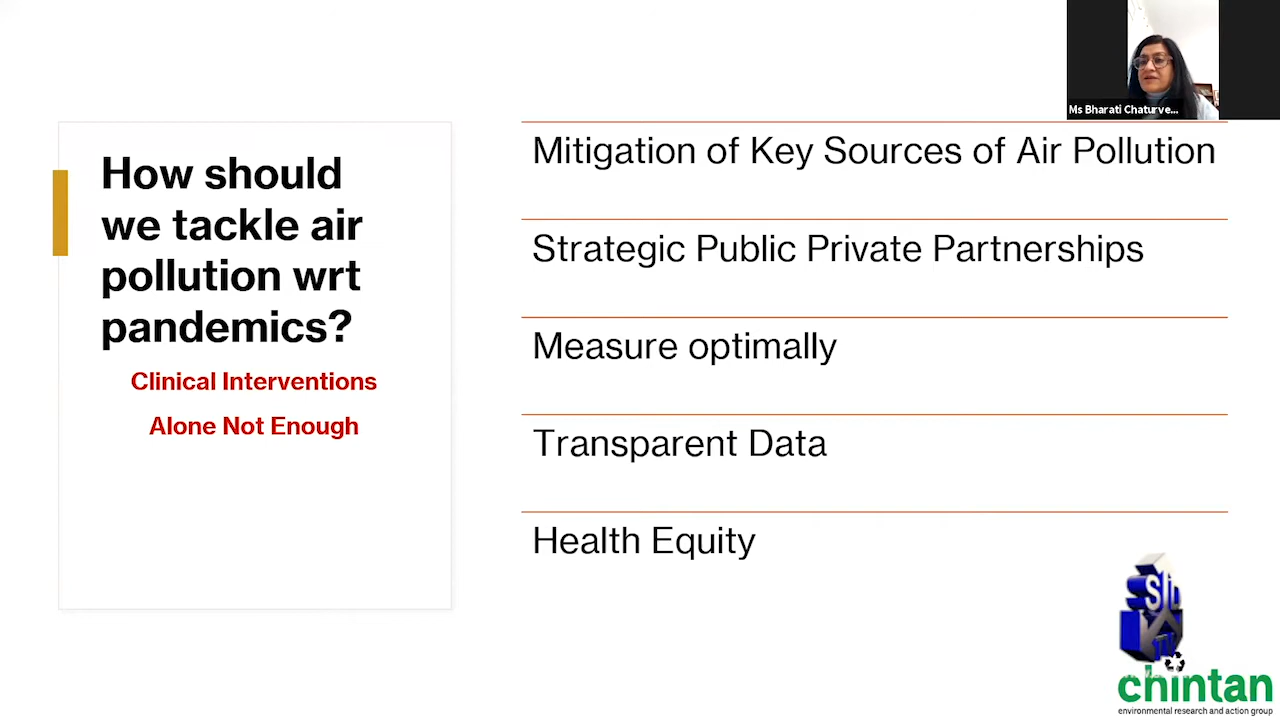 Ms Bharati Chaturve...
How should
we tackle air
pollution wrt
pandemics?
Clinical Interventions
Alone Not Enough
Mitigation of Key Sources of Air Pollution
Strategic Public Private Partnerships
Measure optimally
Transparent Data
Health Equity
chintan
environmental research and action group